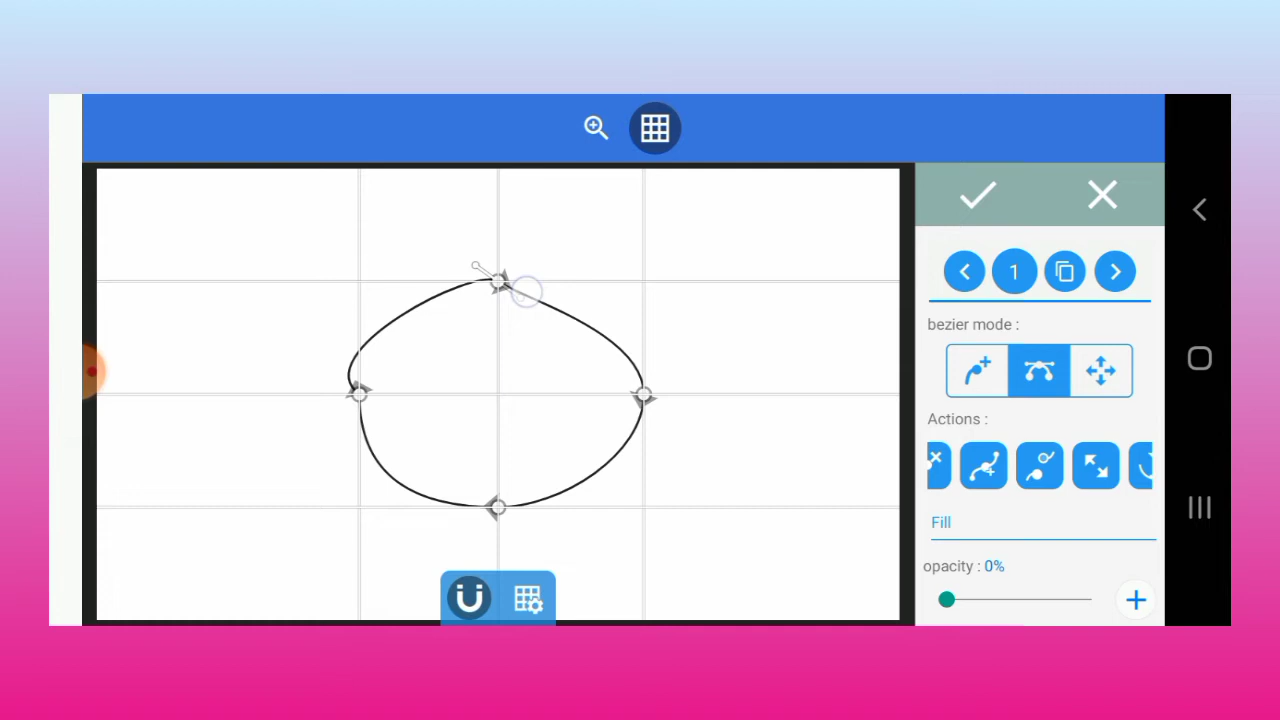 1
bezier mode :
Actions :
Fill
opacity : 0%